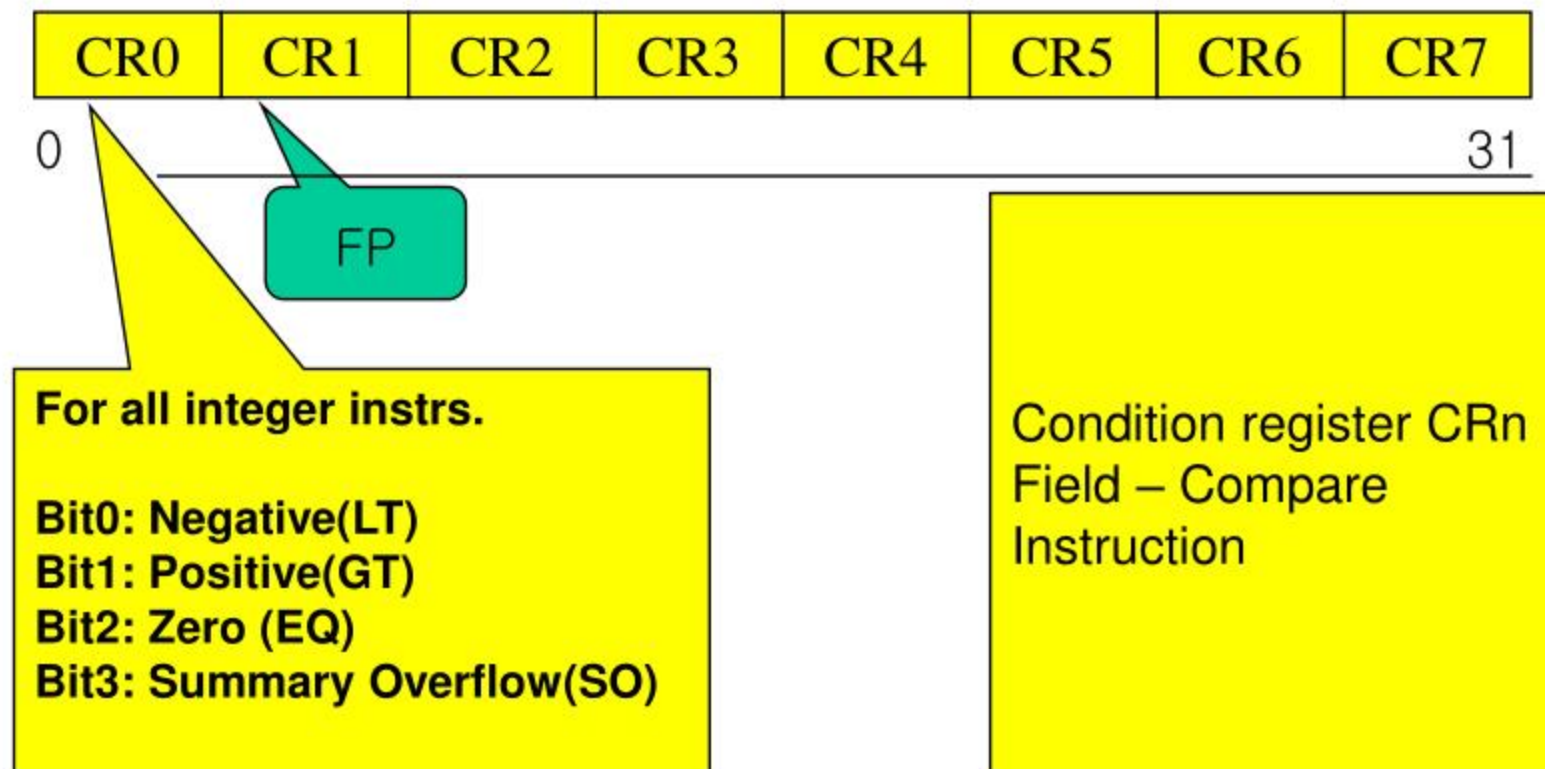 CR0 CR1 CR2 CR3 CR4 CR5 CR6 CR7
0 31
FP
For all integer instrs.
Bit0: Negative(LT)
Bit1: Positive(GT)
Bit2: Zero (EQ)
Bit3: Summary Overflow(SO)
Condition register CRn
Field – Compare
Instruction